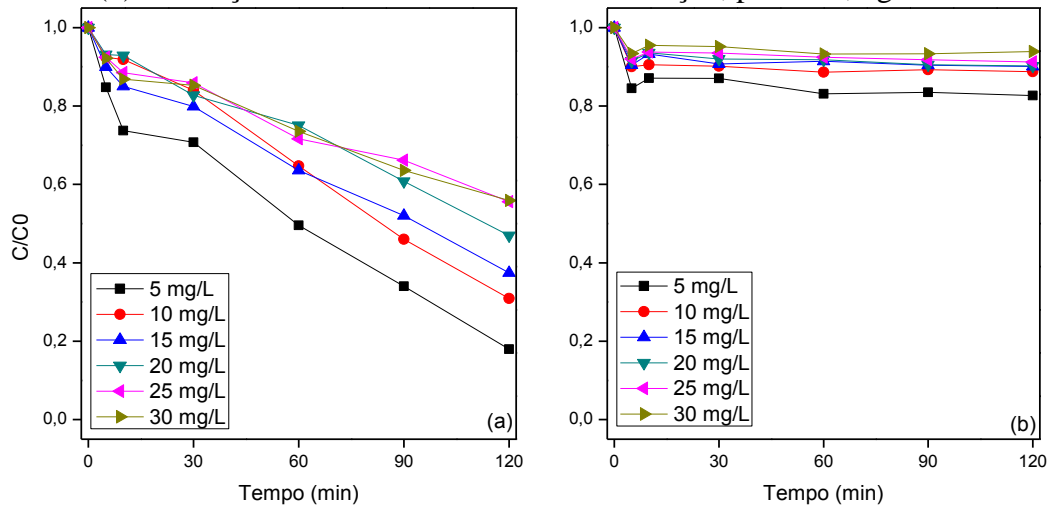 1,0
0,8
0,6
0,4
0,2
0,0
C/C0
5 mg/L
10 mg/L
15 mg/L
20 mg/L
25 mg/L
30 mg/L
(a)
0 30 60 90 120
Tempo (min)
1,0
0,8
0,6
0,4
0,2
0,0
5 mg/L
10 mg/L
15 mg/L
20 mg/L
25 mg/L
30 mg/L
(b)
0 30 60 90 120
Tempo (min)